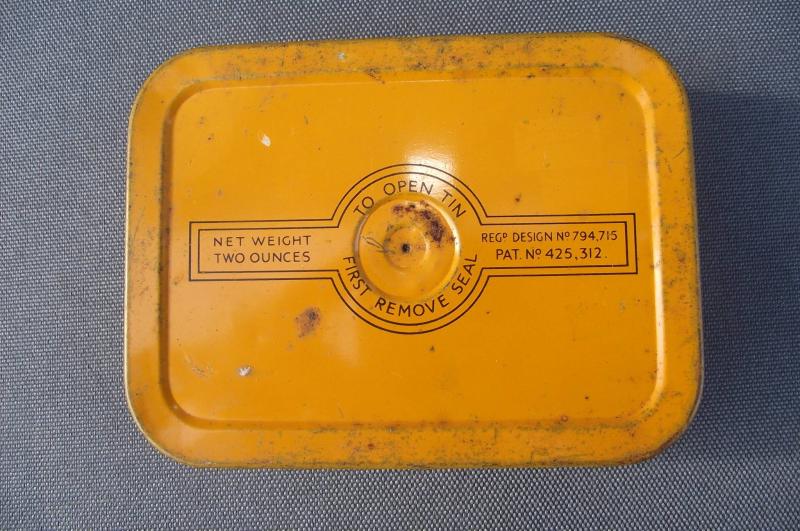 TO OPEN TIN
NET WEIGHT
TWO OUNCES
REGD DESIGN NO 794,715
PAT. NO 425,312.
FIRST REMOVE SEAL